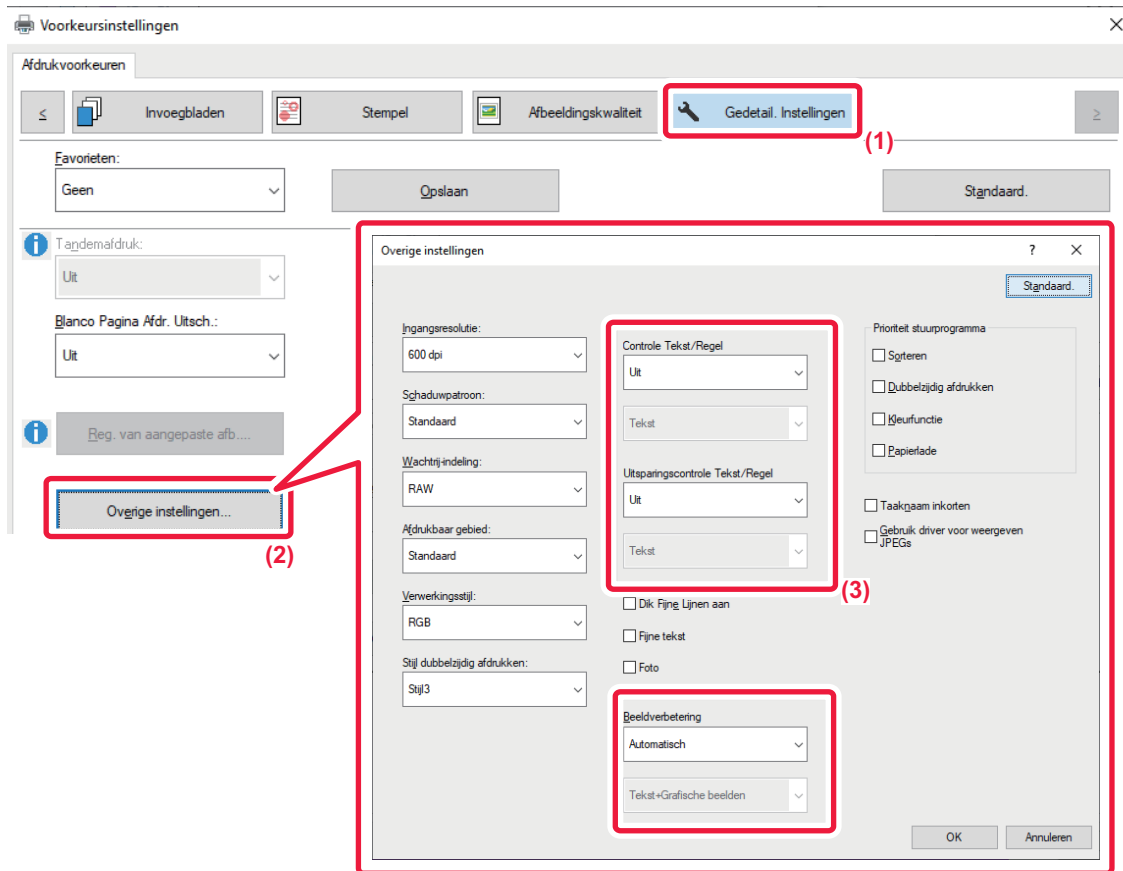 Voorkeursinstellingen
Afdrukvoorkeuren
≤
Invoegbladen
Stempel
Afbeeldingskwaliteit
Gedetail. Instellingen
≥
(1)
Favorieten:
Geen
Opslaan
Standaard.
Tandemafdruk:
Uit
Blanco Pagina Afdr. Uitsch.:
Uit
Reg. van aangepaste afb....
Overige instellingen...
(2)
Overige instellingen
?
Standaard.
Ingangsresolutie:
600 dpi
Schaduwpatroon:
Standaard
Wachtrij-indeling:
RAW
Afdrukbaar gebied:
Standaard
Verwerkingsstijl:
RGB
Stijl dubbelzijdig afdrukken:
Stijl3
Controle Tekst/Regel
Uit
Tekst
Uitsparingscontrole Tekst/Regel
Uit
Tekst
(3)
Dik Fijne Lijnen aan
Fijne tekst
Foto
Beeldverbetering
Automatisch
Tekst+Grafische beelden
Prioriteit stuurprogramma
Sorteren
Dubbelzijdig afdrukken
Kleurfunctie
Papierlade
Taaknaam inkorten
Gebruik driver voor weergeven
JPEGs
OK
Annuleren